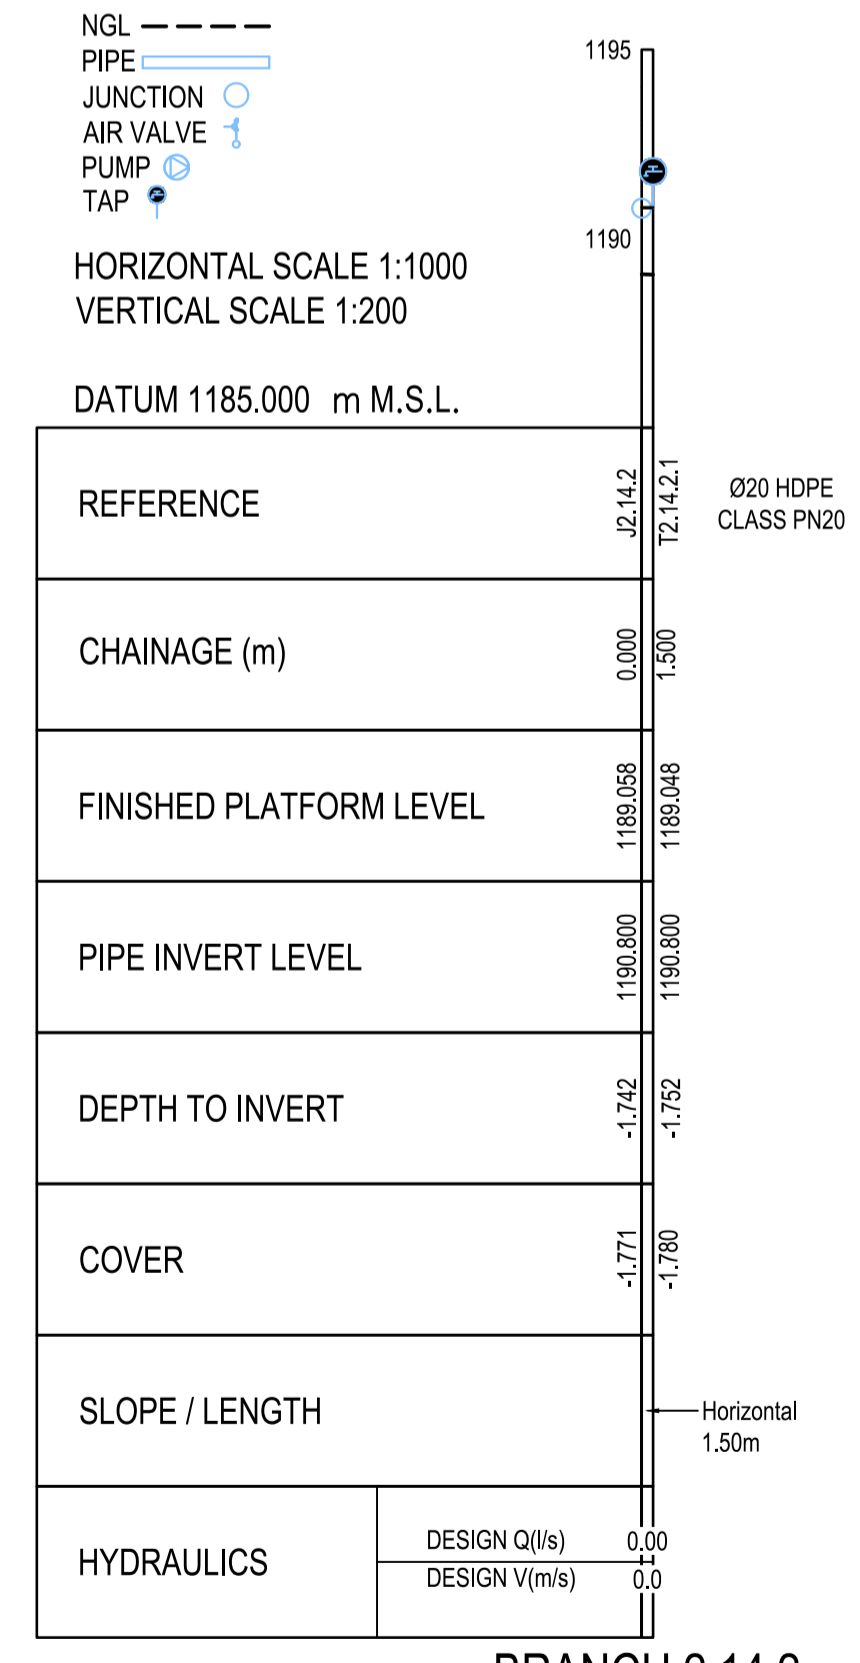 NGL
PIPE
JUNCTION
AIR VALVE
PUMP
TAP
HORIZONTAL SCALE 1:1000
VERTICAL SCALE 1:200
DATUM 1185.000 m M.S.L.
1195
1190
REFERENCE
J2.14.2
T2.14.2.1
Ø20 HDPE
CLASS PN20
CHAINAGE (m)
0.000
1.500
FINISHED PLATFORM LEVEL
1189.058
1189.048
PIPE INVERT LEVEL
1190.800
1190.800
DEPTH TO INVERT
-1.742
-1.752
COVER
-1.771
-1.780
SLOPE / LENGTH
Horizontal
1.50m
HYDRAULICS
DESIGN Q(l/s) 0.00
DESIGN V(m/s) 0.0